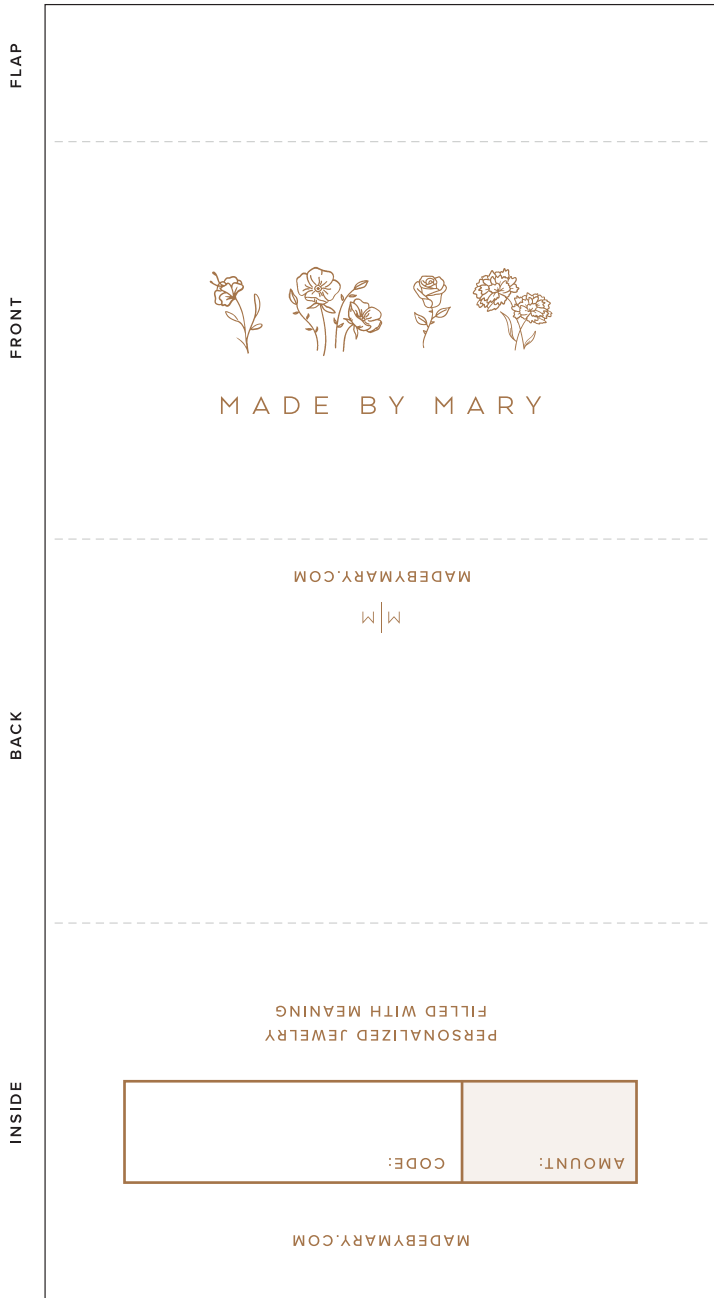 FLAP
FRONT
MADE BY MARY
BACK
MADEBYMARY.COM
M|M
INSIDE
PERSONALIZED JEWELRY
FILLED WITH MEANING
AMOUNT:
CODE:
MADEBYMARY.COM